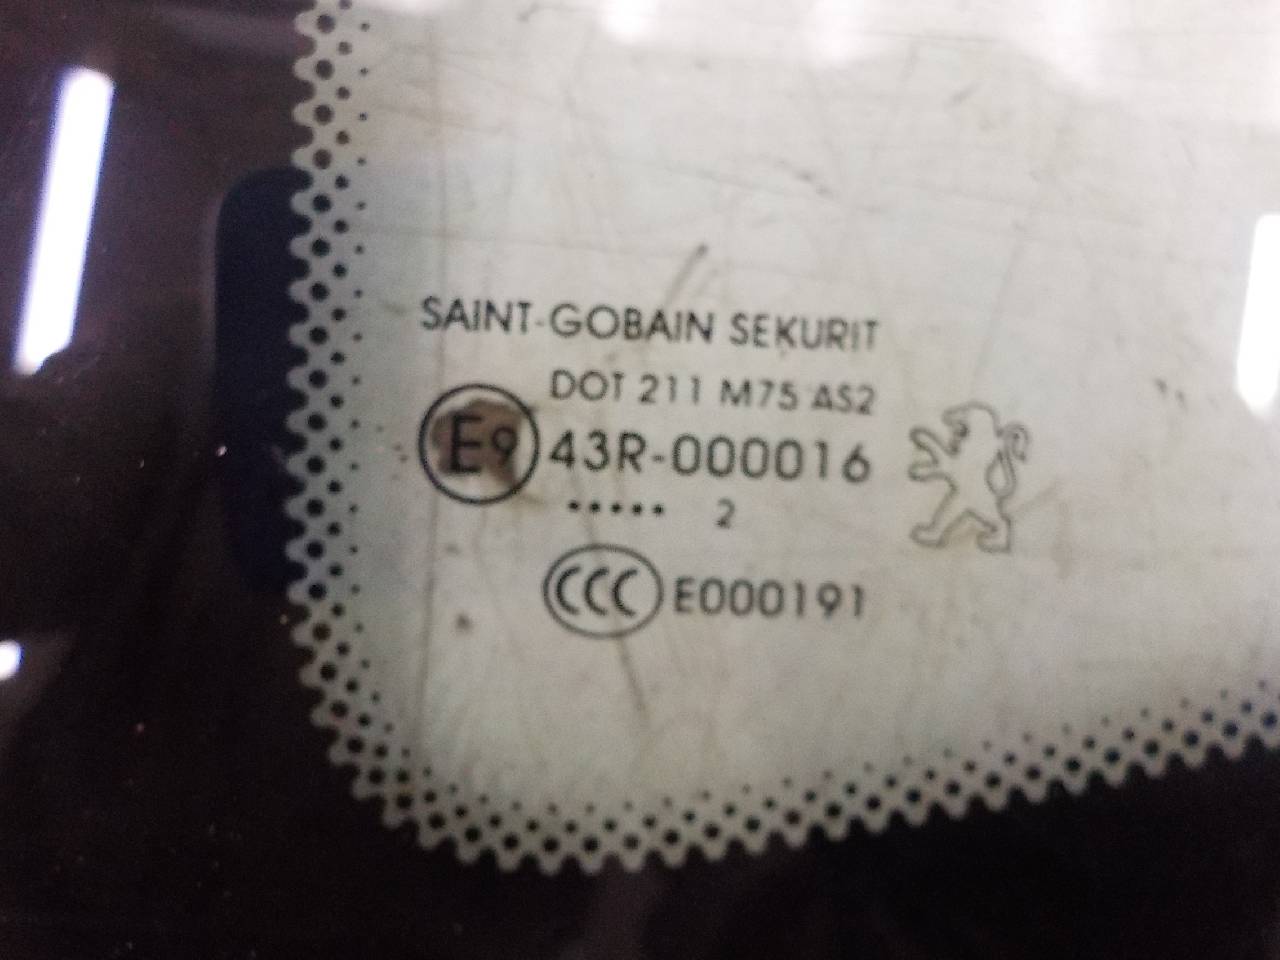 SAINT-GOBAIN SEKURIT
DOT 211 M75 AS2
E9 43R-000016
..... 2
CCC E000191